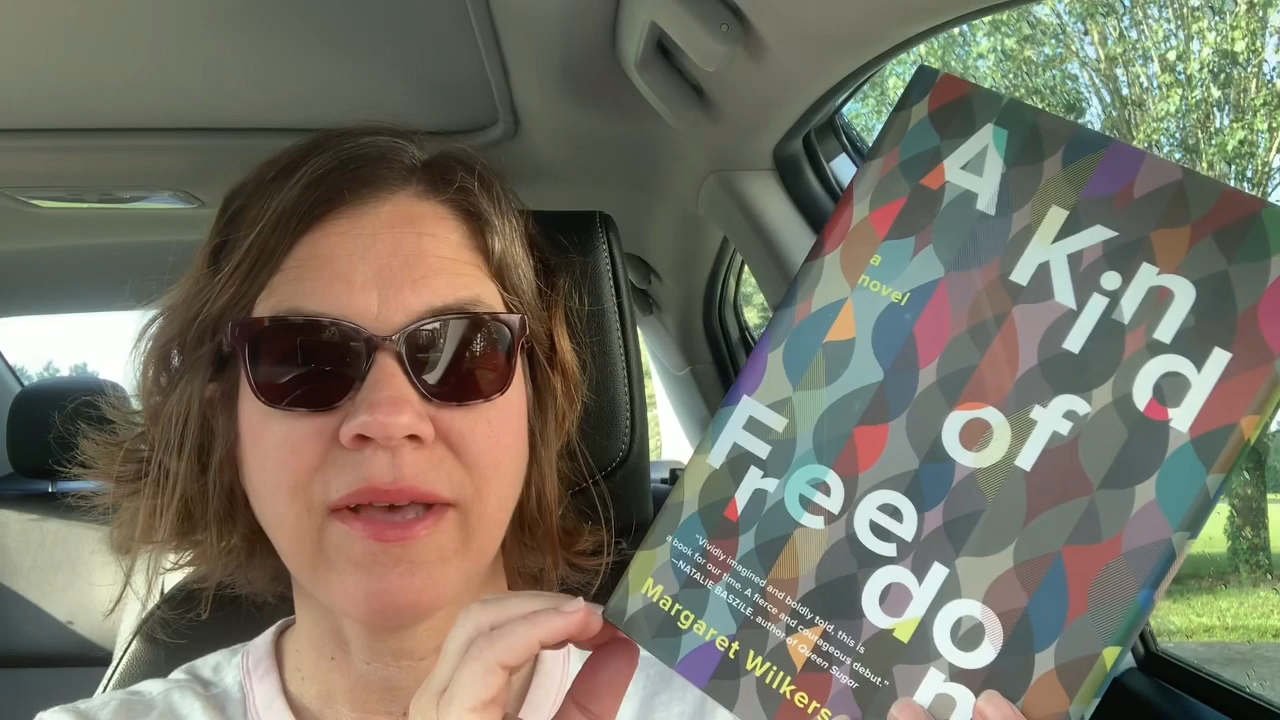 A
Kind
a
novel
of
Freedon
"Vividly imagined and boldly told, this is
a book for our time. A fierce and courageous debut."
—NATALIE BASZILE, author of Queen Sugar
Margaret Wilkers